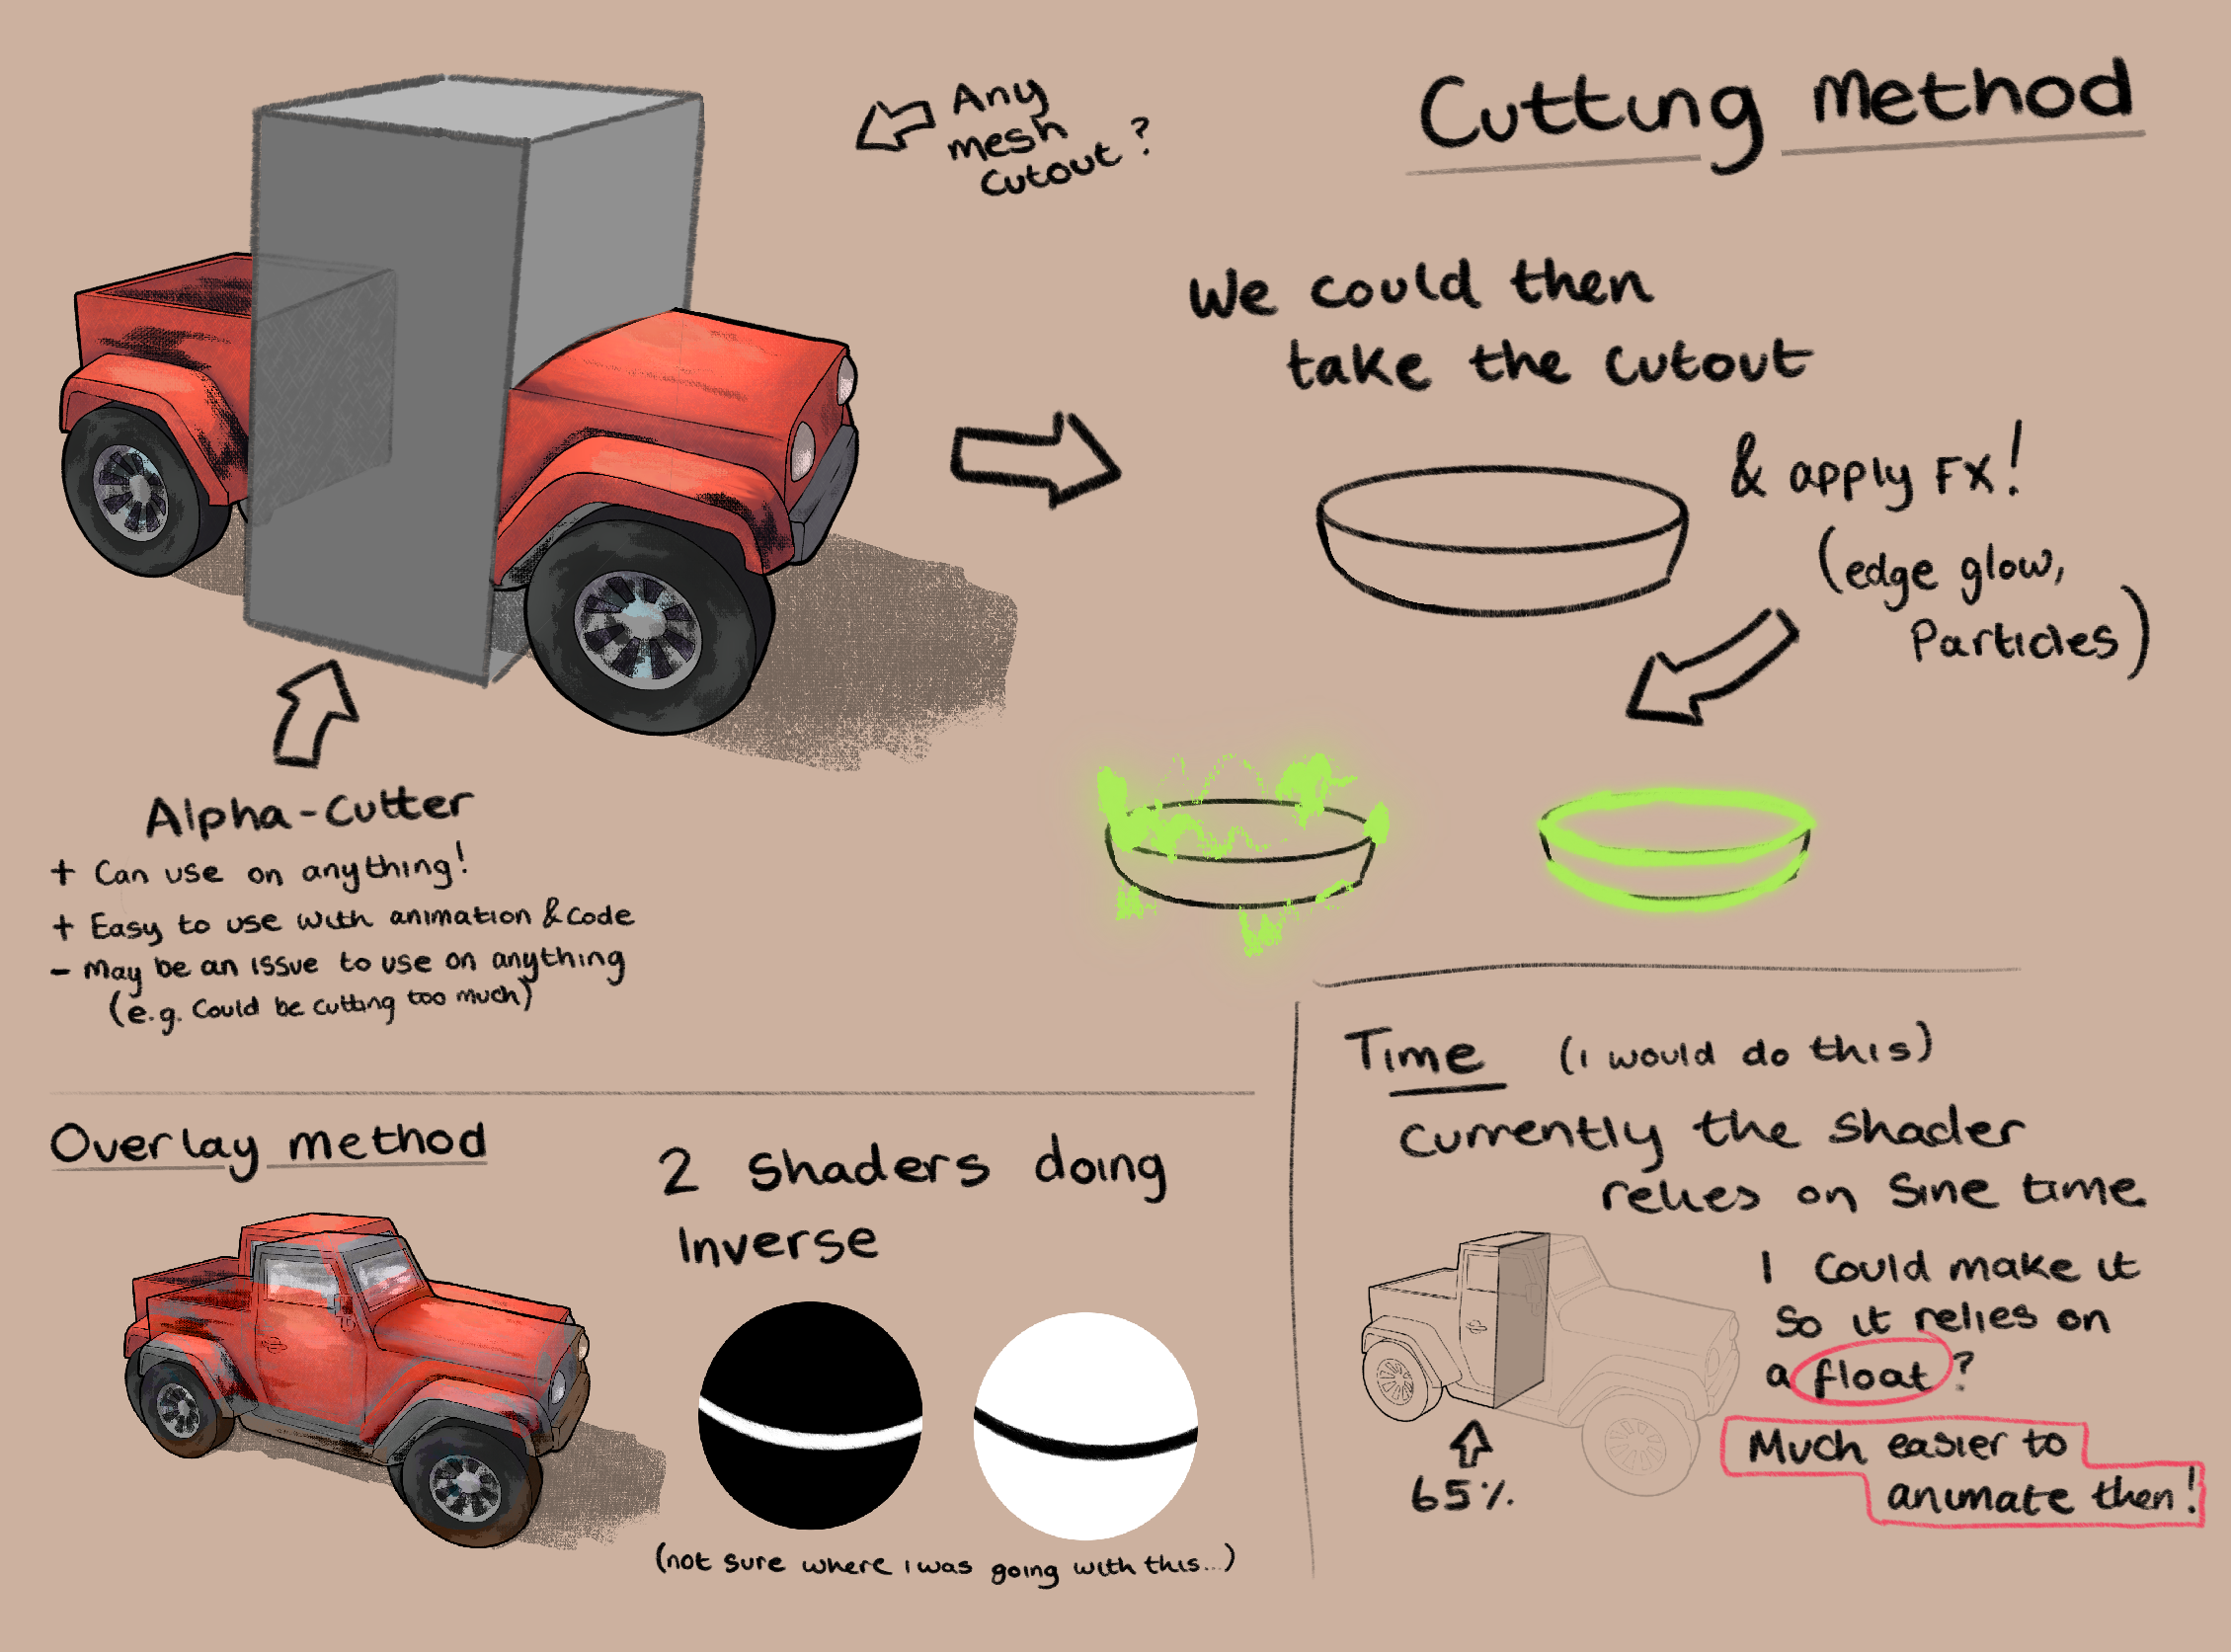 Cutting Method
Any
mesh
cutout?
We could then
take the cutout
& apply FX!
(edge glow,
Particles)
Alpha-Cutter
+ Can use on anything!
+ Easy to use with animation & code
- may be an issue to use on anything
(e.g. could be cutting too much)
Overlay method
2 Shaders doing
Inverse
(not sure where i was going with this...)
Time (i would do this)
currently the shader
relies on sine time
I could make it
so it relies on
a float?
Much easier to
animate then!
65%